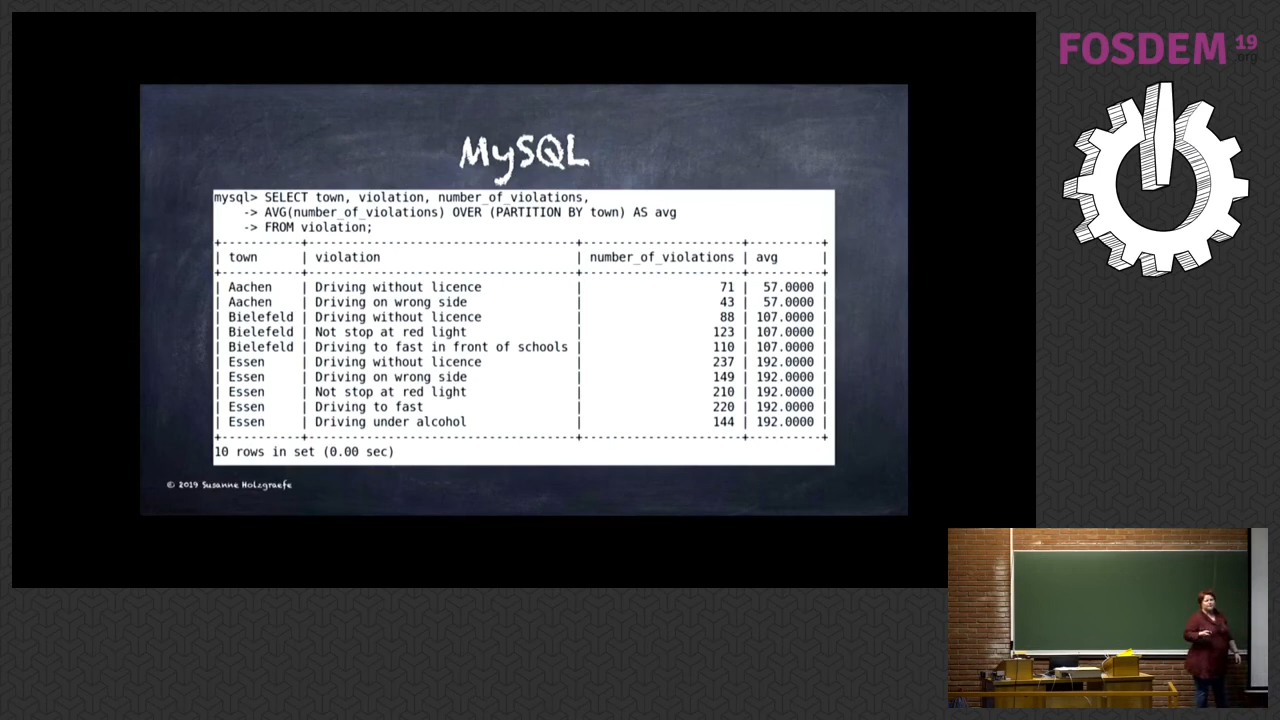 FOSDEM 19
.org
MySQL
mysql> SELECT town, violation, number_of_violations,
    -> AVG(number_of_violations) OVER (PARTITION BY town) AS avg
    -> FROM violation;
+-----------+-----------------------------------+----------------------+----------+
| town      | violation                         | number_of_violations | avg      |
+-----------+-----------------------------------+----------------------+----------+
| Aachen    | Driving without licence           |                   71 |  57.0000 |
| Aachen    | Driving on wrong side             |                   43 |  57.0000 |
| Bielefeld | Driving without licence           |                   88 | 107.0000 |
| Bielefeld | Not stop at red light             |                  123 | 107.0000 |
| Bielefeld | Driving to fast in front of schools |                  110 | 107.0000 |
| Essen     | Driving without licence           |                  237 | 192.0000 |
| Essen     | Driving on wrong side             |                  149 | 192.0000 |
| Essen     | Not stop at red light             |                  210 | 192.0000 |
| Essen     | Driving to fast                   |                  220 | 192.0000 |
| Essen     | Driving under alcohol             |                  144 | 192.0000 |
+-----------+-----------------------------------+----------------------+----------+
10 rows in set (0.00 sec)
© 2019 Susanne Holzgraefe